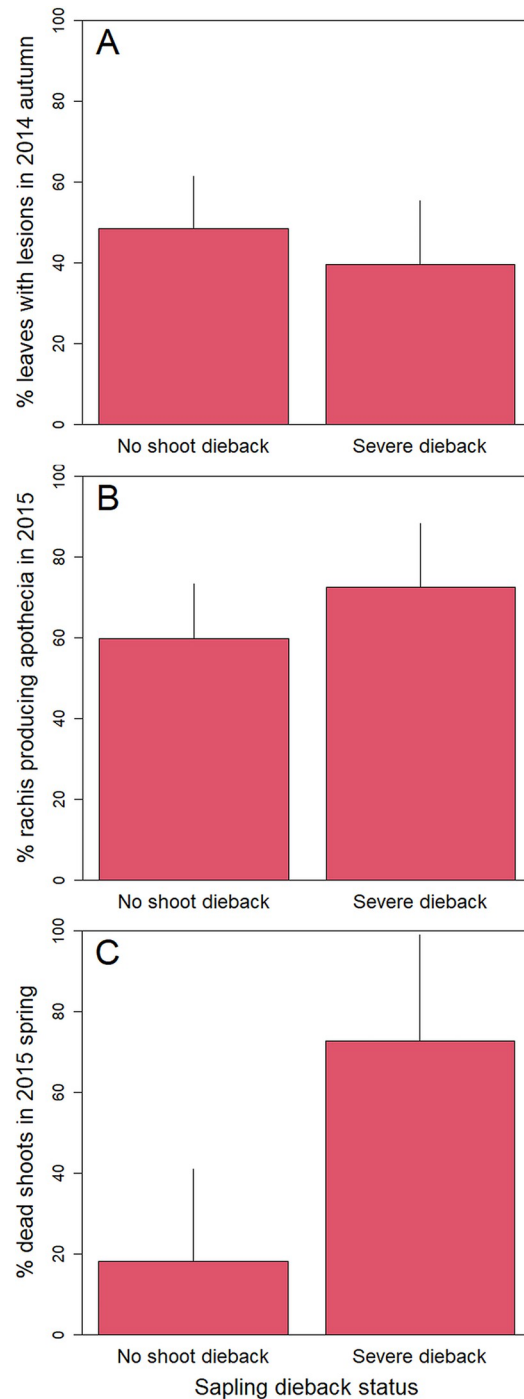 A
% leaves with lesions in 2014 autumn
100
80
60
40
20
0
No shoot dieback Severe dieback
B
% rachis producing apothecia in 2015
100
80
60
40
20
0
No shoot dieback Severe dieback
C
% dead shoots in 2015 spring
100
80
60
40
20
0
No shoot dieback Severe dieback
Sapling dieback status